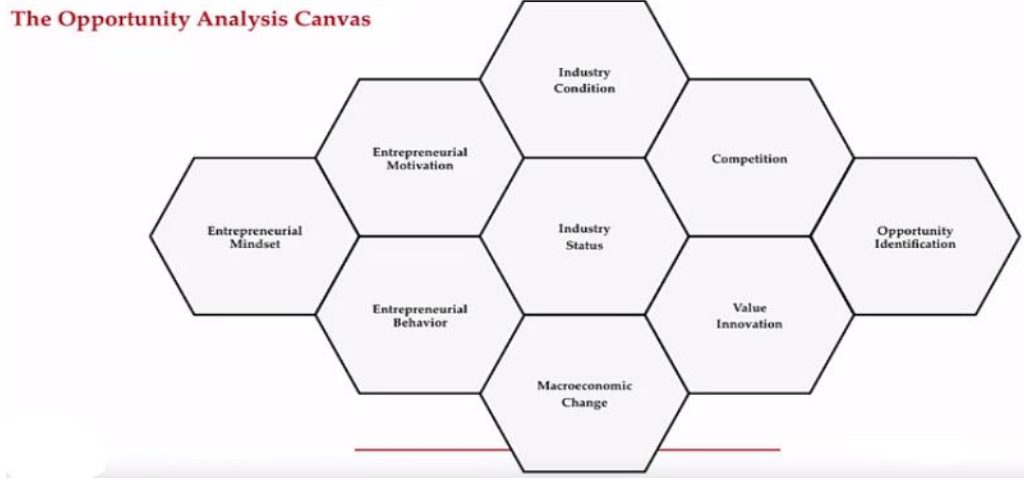 The Opportunity Analysis Canvas
Industry
Condition
Entrepreneurial
Motivation
Competition
Entrepreneurial
Mindset
Industry
Status
Opportunity
Identification
Entrepreneurial
Behavior
Value
Innovation
Macroeconomic
Change